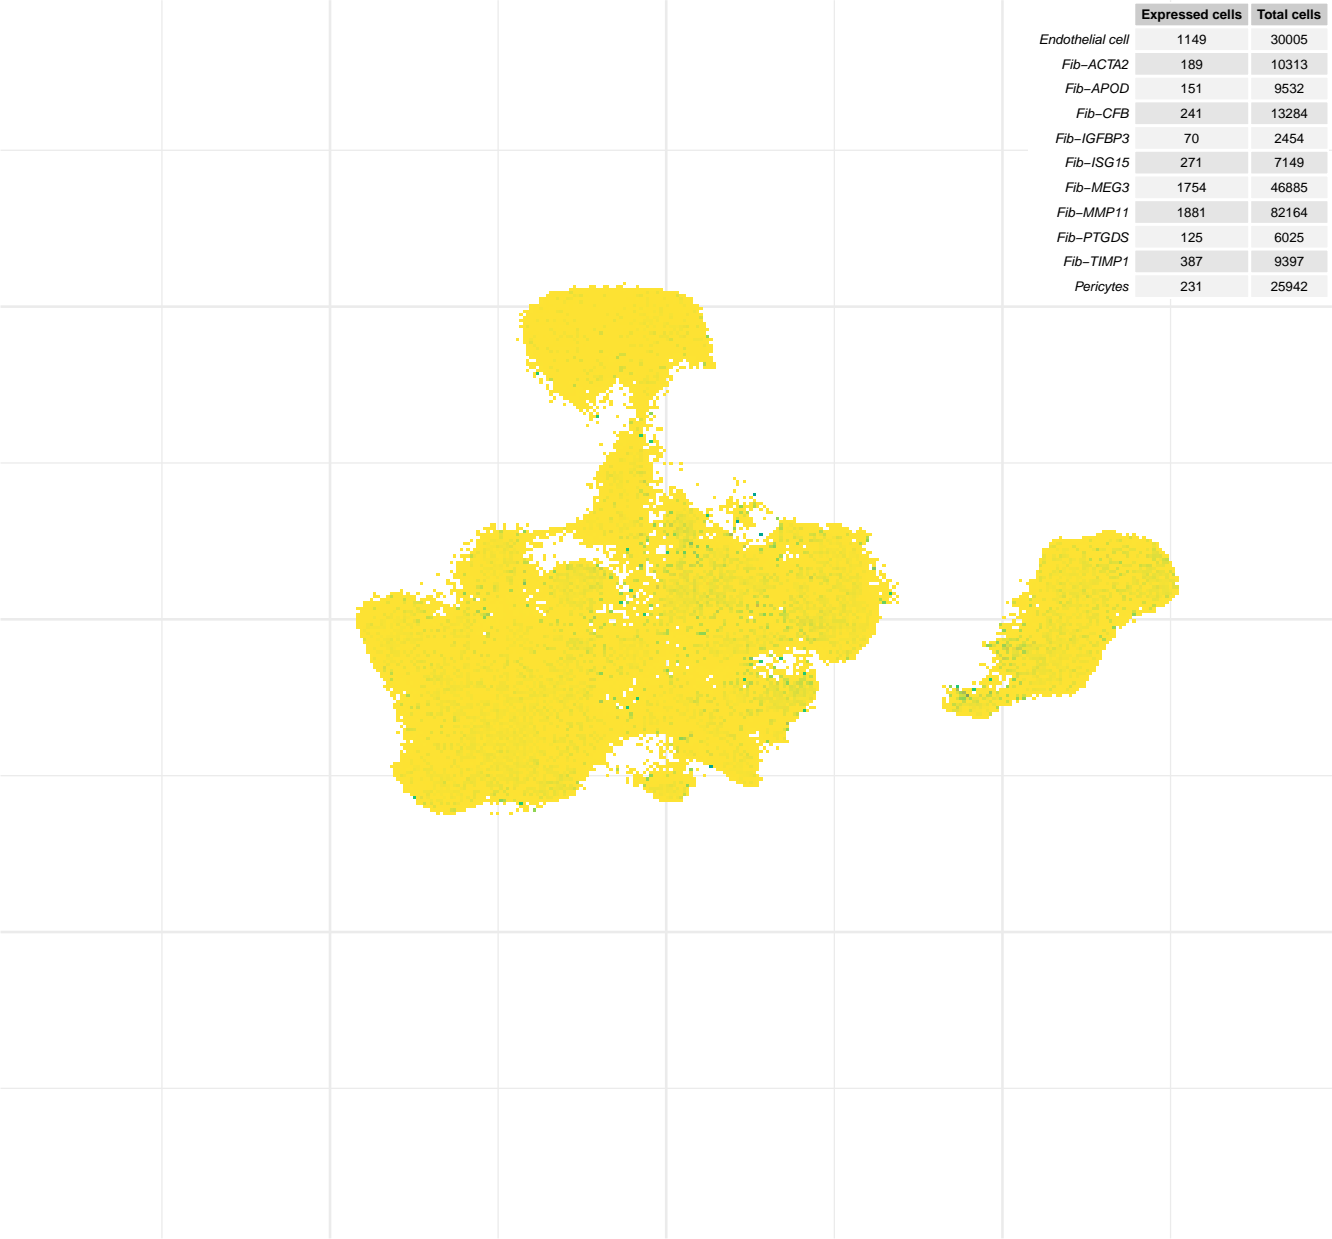 Expressed cells Total cells
Endothelial cell 1149 30005
Fib−ACTA2 189 10313
Fib−APOD 151 9532
Fib−CFB 241 13284
Fib−IGFBP3 70 2454
Fib−ISG15 271 7149
Fib−MEG3 1754 46885
Fib−MMP11 1881 82164
Fib−PTGDS 125 6025
Fib−TIMP1 387 9397
Pericytes 231 25942